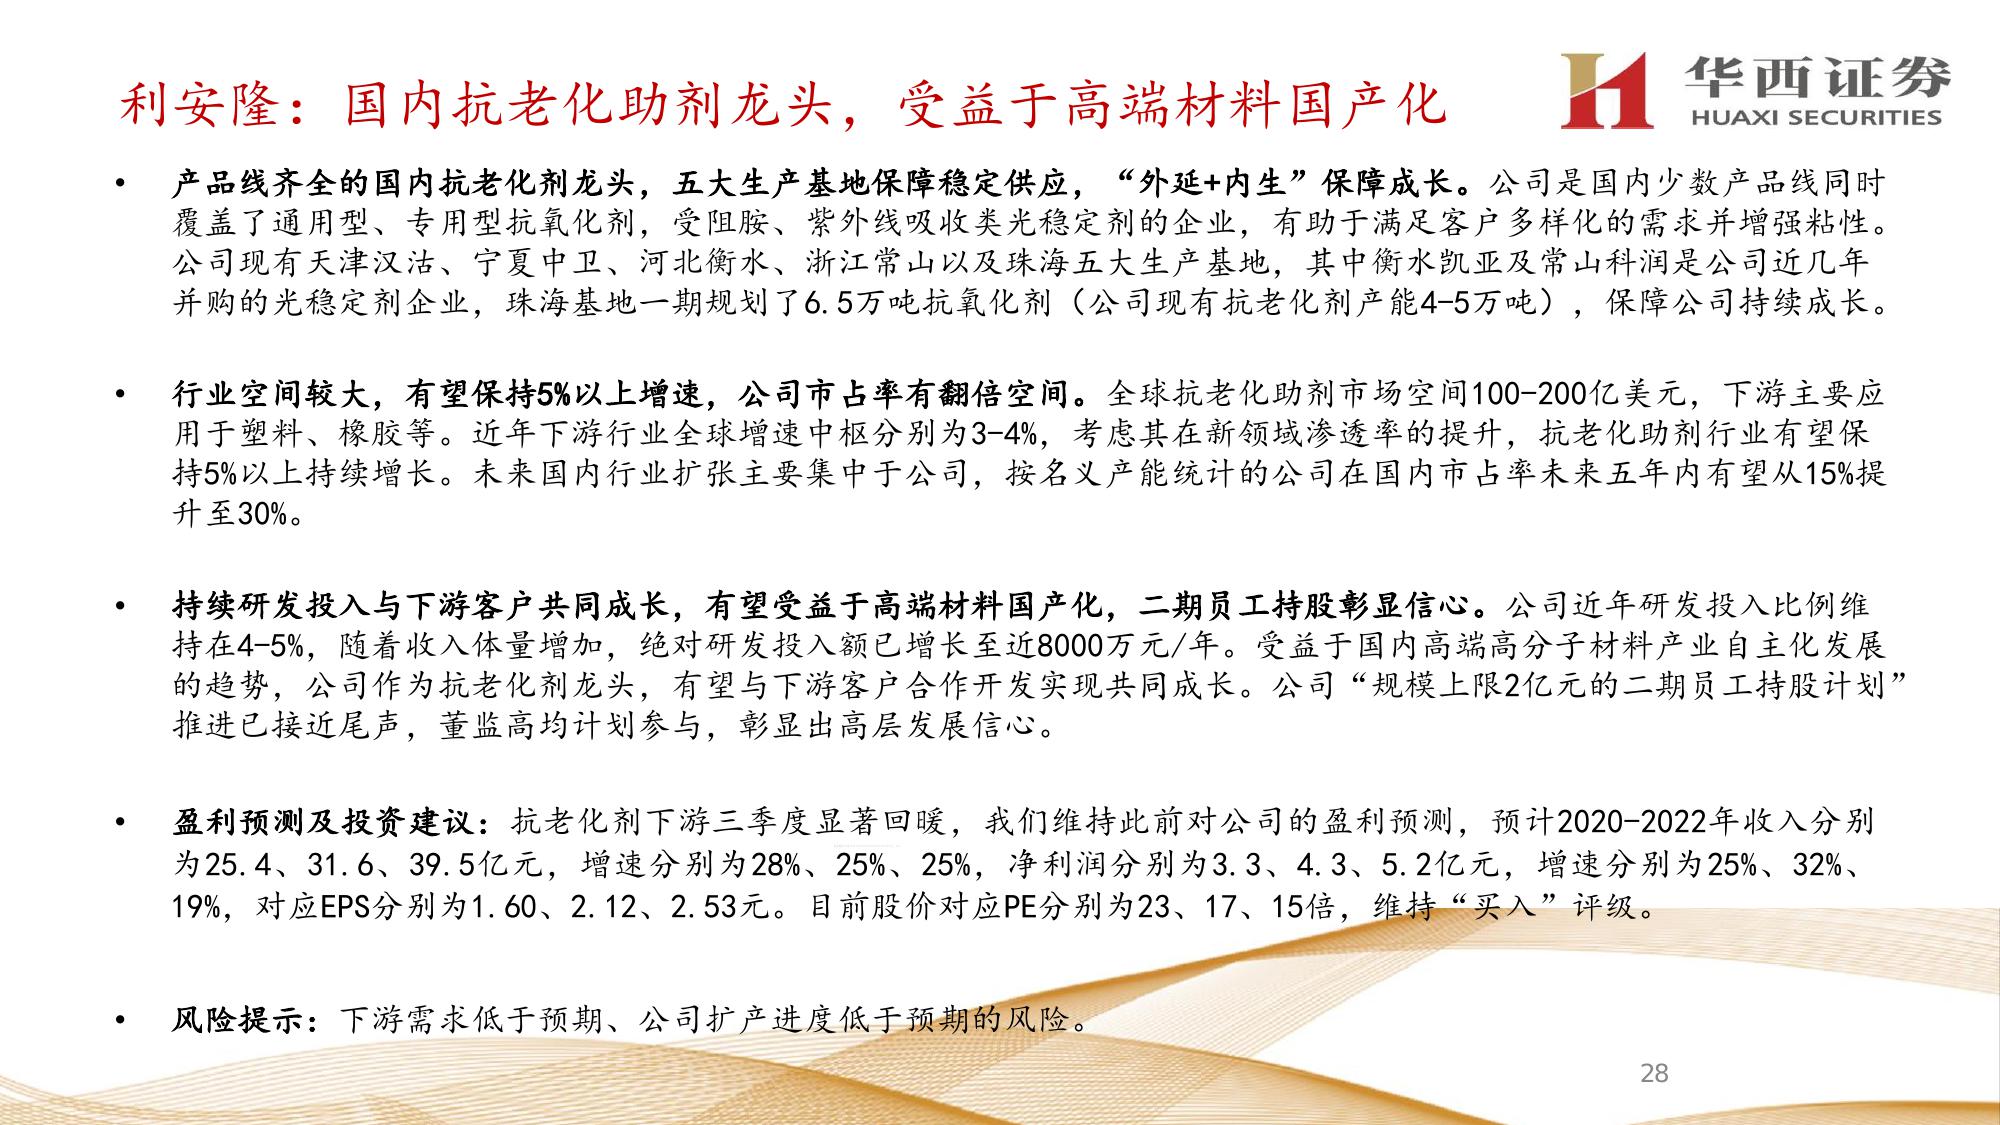 利安隆：国内抗老化助剂龙头，受益于高端材料国产化
华西证券
HUAXI SECURITIES
• 产品线齐全的国内抗老化剂龙头，五大生产基地保障稳定供应，“外延+内生”保障成长。公司是国内少数产品线同时
覆盖了通用型、专用型抗氧化剂，受阻胺、紫外线吸收类光稳定剂的企业，有助于满足客户多样化的需求并增强粘性。
公司现有天津汉沽、宁夏中卫、河北衡水、浙江常山以及珠海五大生产基地，其中衡水凯亚及常山科润是公司近几年
并购的光稳定剂企业，珠海基地一期规划了6.5万吨抗氧化剂（公司现有抗老化剂产能4-5万吨），保障公司持续成长。
• 行业空间较大，有望保持5%以上增速，公司市占率有翻倍空间。全球抗老化助剂市场空间100-200亿美元，下游主要应
用于塑料、橡胶等。近年下游行业全球增速中枢分别为3-4%，考虑其在新领域渗透率的提升，抗老化助剂行业有望保
持5%以上持续增长。未来国内行业扩张主要集中于公司，按名义产能统计的公司在国内市占率未来五年内有望从15%提
升至30%。
• 持续研发投入与下游客户共同成长，有望受益于高端材料国产化，二期员工持股彰显信心。公司近年研发投入比例维
持在4-5%，随着收入体量增加，绝对研发投入额已增长至近8000万元/年。受益于国内高端高分子材料产业自主化发展
的趋势，公司作为抗老化剂龙头，有望与下游客户合作开发实现共同成长。公司“规模上限2亿元的二期员工持股计划”
推进已接近尾声，董监高均计划参与，彰显出高层发展信心。
• 盈利预测及投资建议：抗老化剂下游三季度显著回暖，我们维持此前对公司的盈利预测，预计2020-2022年收入分别
为25.4、31.6、39.5亿元，增速分别为28%、25%、25%，净利润分别为3.3、4.3、5.2亿元，增速分别为25%、32%、
19%，对应EPS分别为1.60、2.12、2.53元。目前股价对应PE分别为23、17、15倍，维持“买入”评级。
• 风险提示：下游需求低于预期、公司扩产进度低于预期的风险。
28